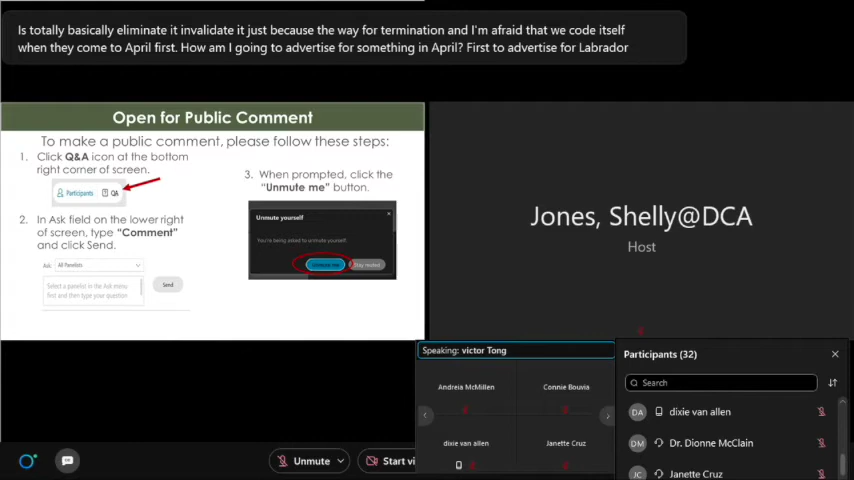 Is totally basically eliminate it invalidate it just because the way for termination and I'm afraid that we code itself
when they come to April first. How am I going to advertise for something in April? First to advertise for Labrador
Open for Public Comment
To make a public comment, please follow these steps:
1. Click Q&A icon at the bottom
right corner of screen.
Participants
QA
2. In Ask field on the lower right
of screen, type “Comment”
and click Send.
Ask: All Panelists
Select a panelist in the Ask menu
first and then type your question
Send
3. When prompted, click the
“Unmute me” button.
Unmute yourself
You're being asked to unmute yourself.
Unmute me
Stay muted
Jones, Shelly@DCA
Host
Speaking: victor Tong
Andreia McMillen
Connie Bouvia
dixie van allen
Janette Cruz
Participants (32)
Search
DA
dixie van allen
DM
Dr. Dionne McClain
JC
Janette Cruz
Unmute
Start vi